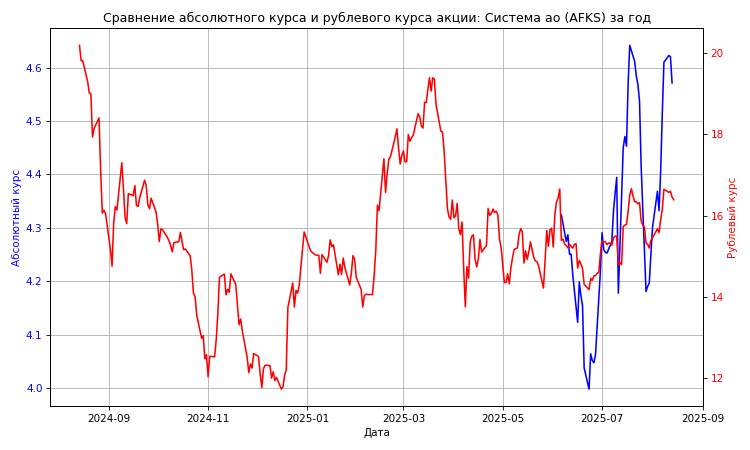 Сравнение абсолютного курса и рублевого курса акции: Система ао (AFKS) за год
Абсолютный курс
4.6
4.5
4.4
4.3
4.2
4.1
4.0
20
18
16
14
12
Рублевый курс
2024-09 2024-11 2025-01 2025-03 2025-05 2025-07 2025-09
Дата